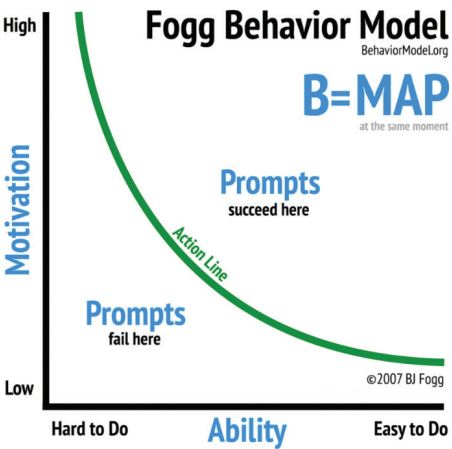 High
Fogg Behavior Model
BehaviorModel.org
B=MAP
at the same moment
Motivation
Prompts
succeed here
Action Line
Prompts
fail here
©2007 BJ Fogg
Low
Hard to Do
Ability
Easy to Do